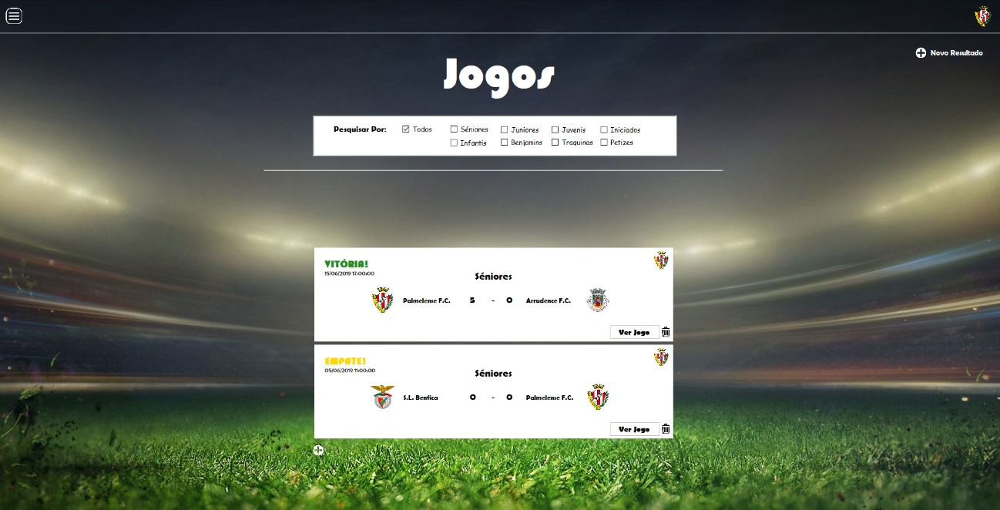 Novo Resultado
Jogos
Pesquisar Por: Todos Séniores Juniores Juvenis Iniciados
Infantis Benjamins Traquinas Petizes
VITÓRIA!
15/06/2019 17:00:00
Séniores
Palmelense F.C. 5 - 0 Arrudence F.C.
Ver Jogo
EMPATE!
05/06/2019 11:00:00
Séniores
S.L. Benfica 0 - 0 Palmelense F.C.
Ver Jogo